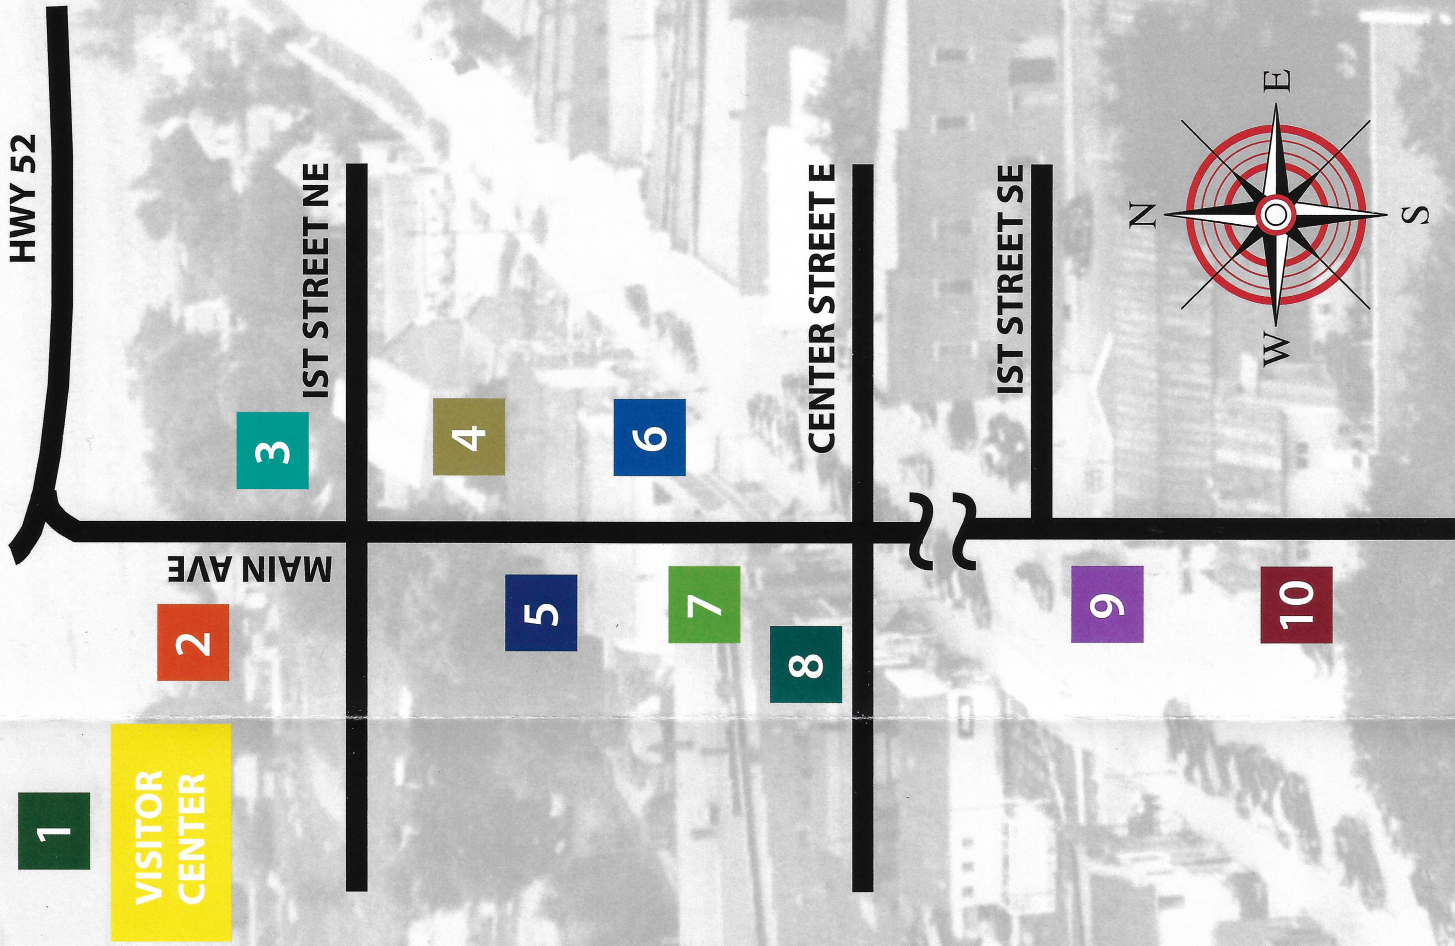 HWY 52
1
VISITOR
CENTER
2
3
MAIN AVE
IST STREET NE
4
5
6
7
8
CENTER STREET E
IST STREET SE
9
10
N
W
E
S